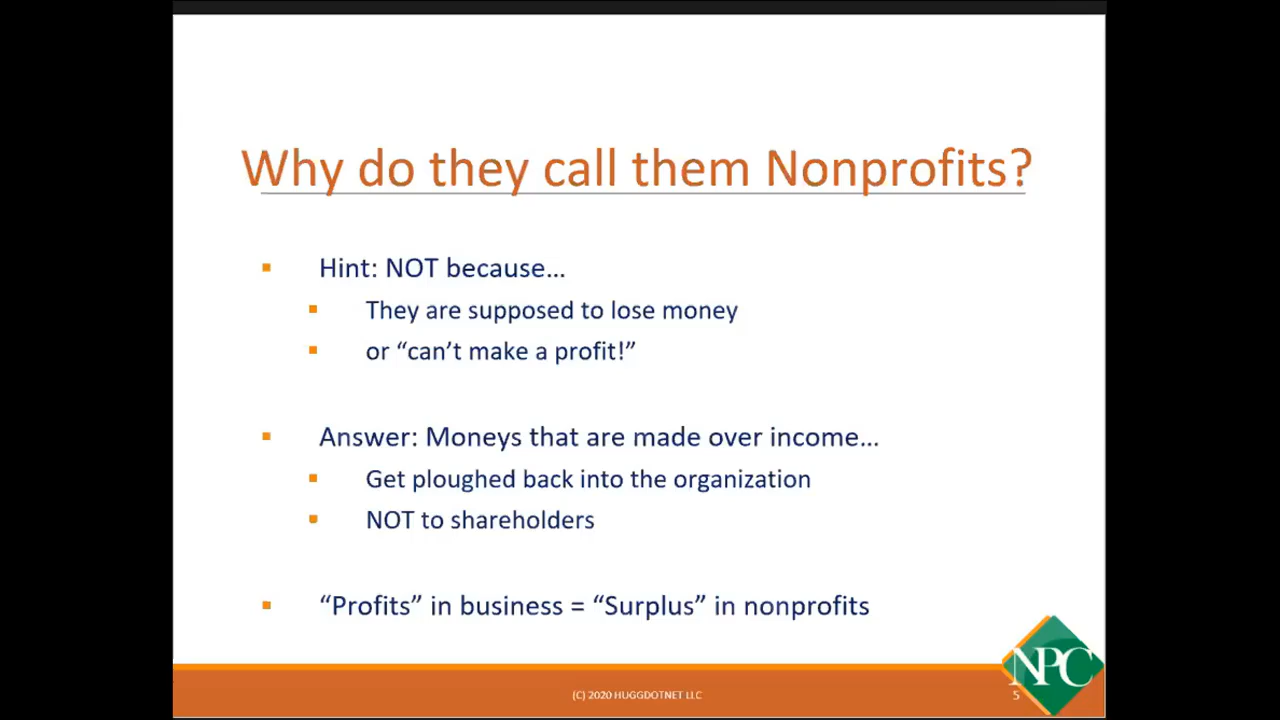 Why do they call them Nonprofits?
Hint: NOT because…
They are supposed to lose money
or “can’t make a profit!”
Answer: Moneys that are made over income…
Get ploughed back into the organization
NOT to shareholders
“Profits” in business = “Surplus” in nonprofits
NPC
(C) 2020 HUGGDOTNET LLC
5